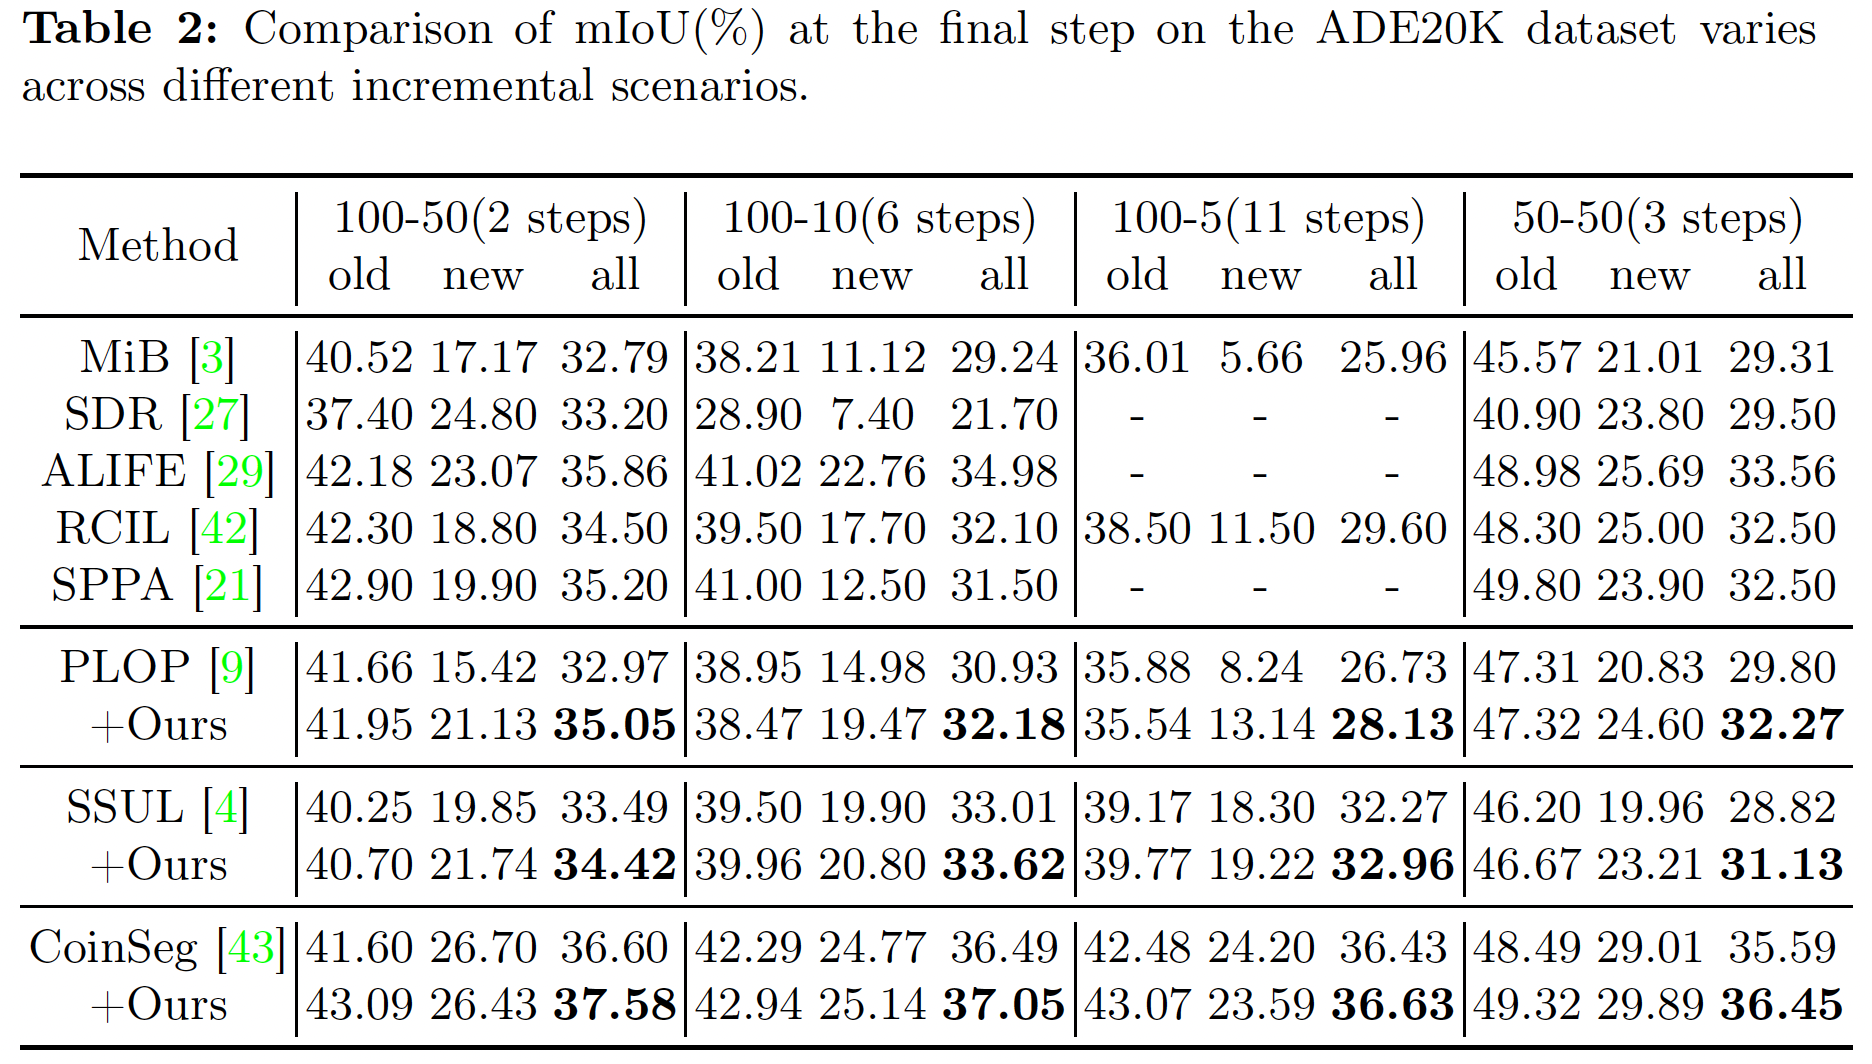 Table 2: Comparison of mIoU(%) at the final step on the ADE20K dataset varies
across different incremental scenarios.
Method 100-50(2 steps) 100-10(6 steps) 100-5(11 steps) 50-50(3 steps)
old new all old new all old new all old new all
MiB [3] 40.52 17.17 32.79 38.21 11.12 29.24 36.01 5.66 25.96 45.57 21.01 29.31
SDR [27] 37.40 24.80 33.20 28.90 7.40 21.70 - - - 40.90 23.80 29.50
ALIFE [29] 42.18 23.07 35.86 41.02 22.76 34.98 - - - 48.98 25.69 33.56
RCIL [42] 42.30 18.80 34.50 39.50 17.70 32.10 38.50 11.50 29.60 48.30 25.00 32.50
SPPA [21] 42.90 19.90 35.20 41.00 12.50 31.50 - - - 49.80 23.90 32.50
PLOP [9] 41.66 15.42 32.97 38.95 14.98 30.93 35.88 8.24 26.73 47.31 20.83 29.80
+Ours 41.95 21.13 35.05 38.47 19.47 32.18 35.54 13.14 28.13 47.32 24.60 32.27
SSUL [4] 40.25 19.85 33.49 39.50 19.90 33.01 39.17 18.30 32.27 46.20 19.96 28.82
+Ours 40.70 21.74 34.42 39.96 20.80 33.62 39.77 19.22 32.96 46.67 23.21 31.13
CoinSeg [43] 41.60 26.70 36.60 42.29 24.77 36.49 42.48 24.20 36.43 48.49 29.01 35.59
+Ours 43.09 26.43 37.58 42.94 25.14 37.05 43.07 23.59 36.63 49.32 29.89 36.45